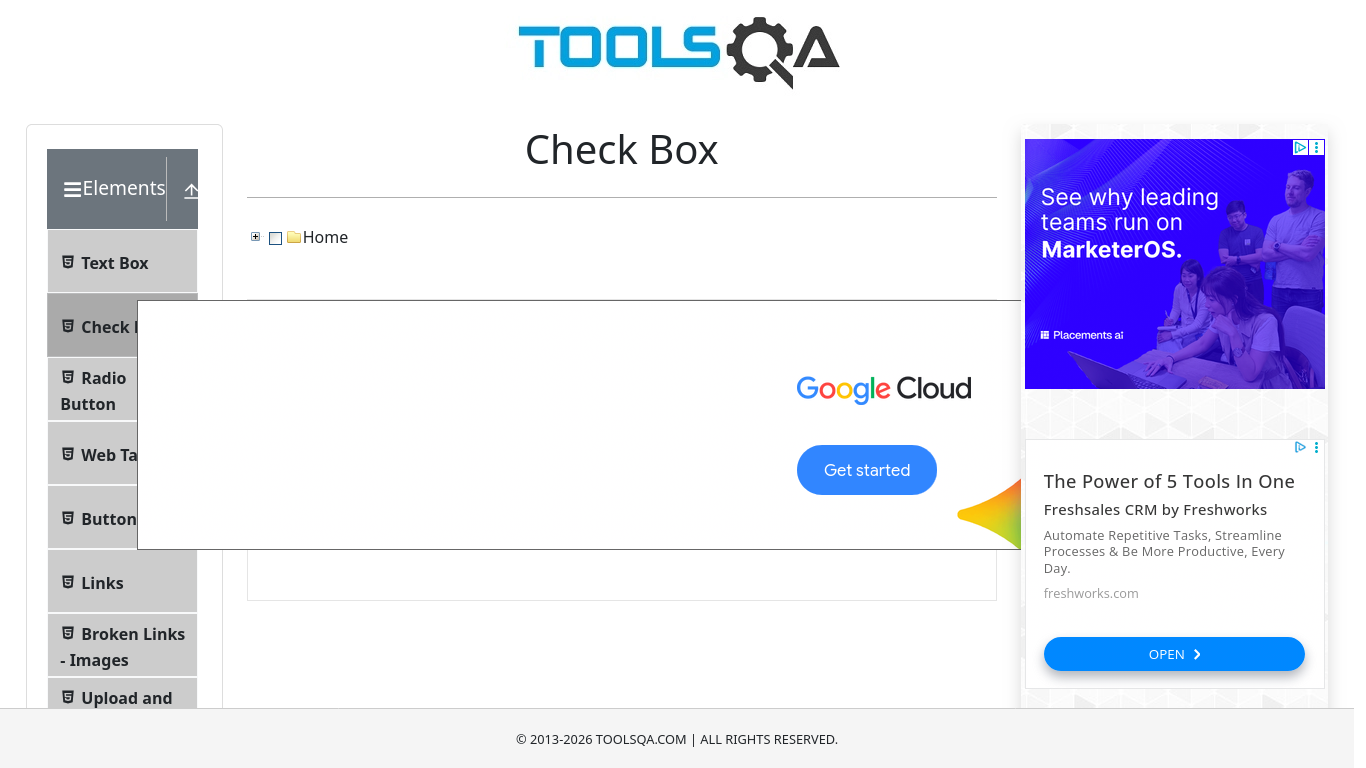 TOOLSQA
Check Box
Elements
Text Box
Check
Radio
Button
Web Ta
Button
Links
Broken Links
- Images
Upload and
Home
Google Cloud
Get started
See why leading
teams run on
MarketerOS.
Placements ai
The Power of 5 Tools In One
Freshsales CRM by Freshworks
Automate Repetitive Tasks, Streamline
Processes & Be More Productive, Every
Day.
freshworks.com
OPEN
© 2013-2026 TOOLSQA.COM | ALL RIGHTS RESERVED.